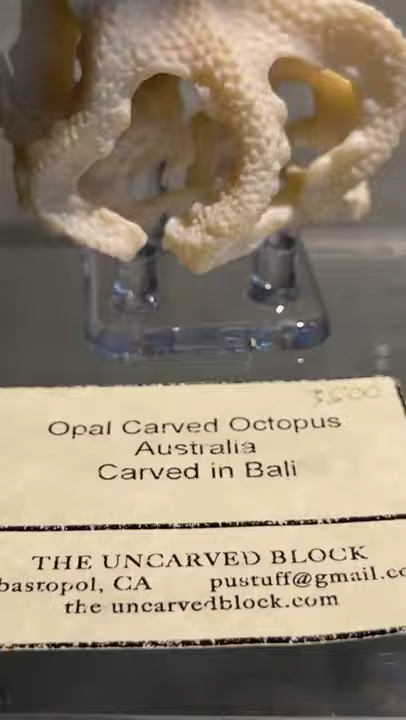 Opal Carved Octopus
Australia
Carved in Bali
THE UNCARVED BLOCK
bastopol, CA pustuff@gmail.co
the uncarvedblock.com